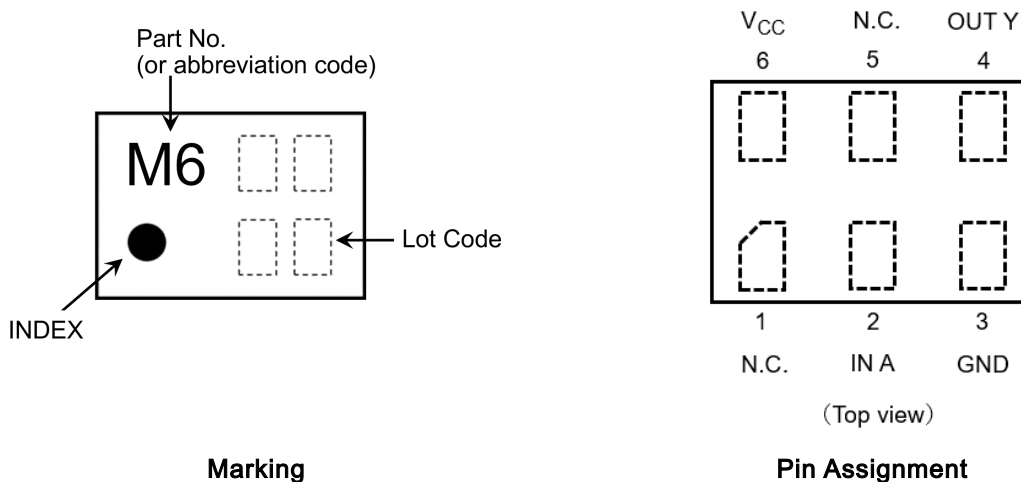 Part No.
(or abbreviation code)
M6
Lot Code
INDEX
Marking
VCC N.C. OUT Y
6 5 4
1 2 3
N.C. IN A GND
(Top view)
Pin Assignment